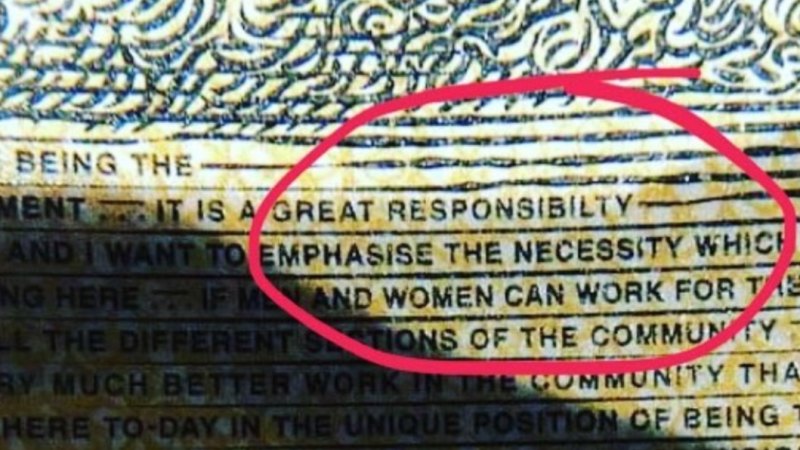 BEING THE
MENT — . IT IS A GREAT RESPONSIBILTY
AND I WANT TO EMPHASISE THE NECESSITY WHICH
NG HERE — IF MEN AND WOMEN CAN WORK FOR THE
LL THE DIFFERENT SECTIONS OF THE COMMUNITY
RY MUCH BETTER WORK IN THE COMMUNITY THA
HERE TO-DAY IN THE UNIQUE POSITION OF BEING T